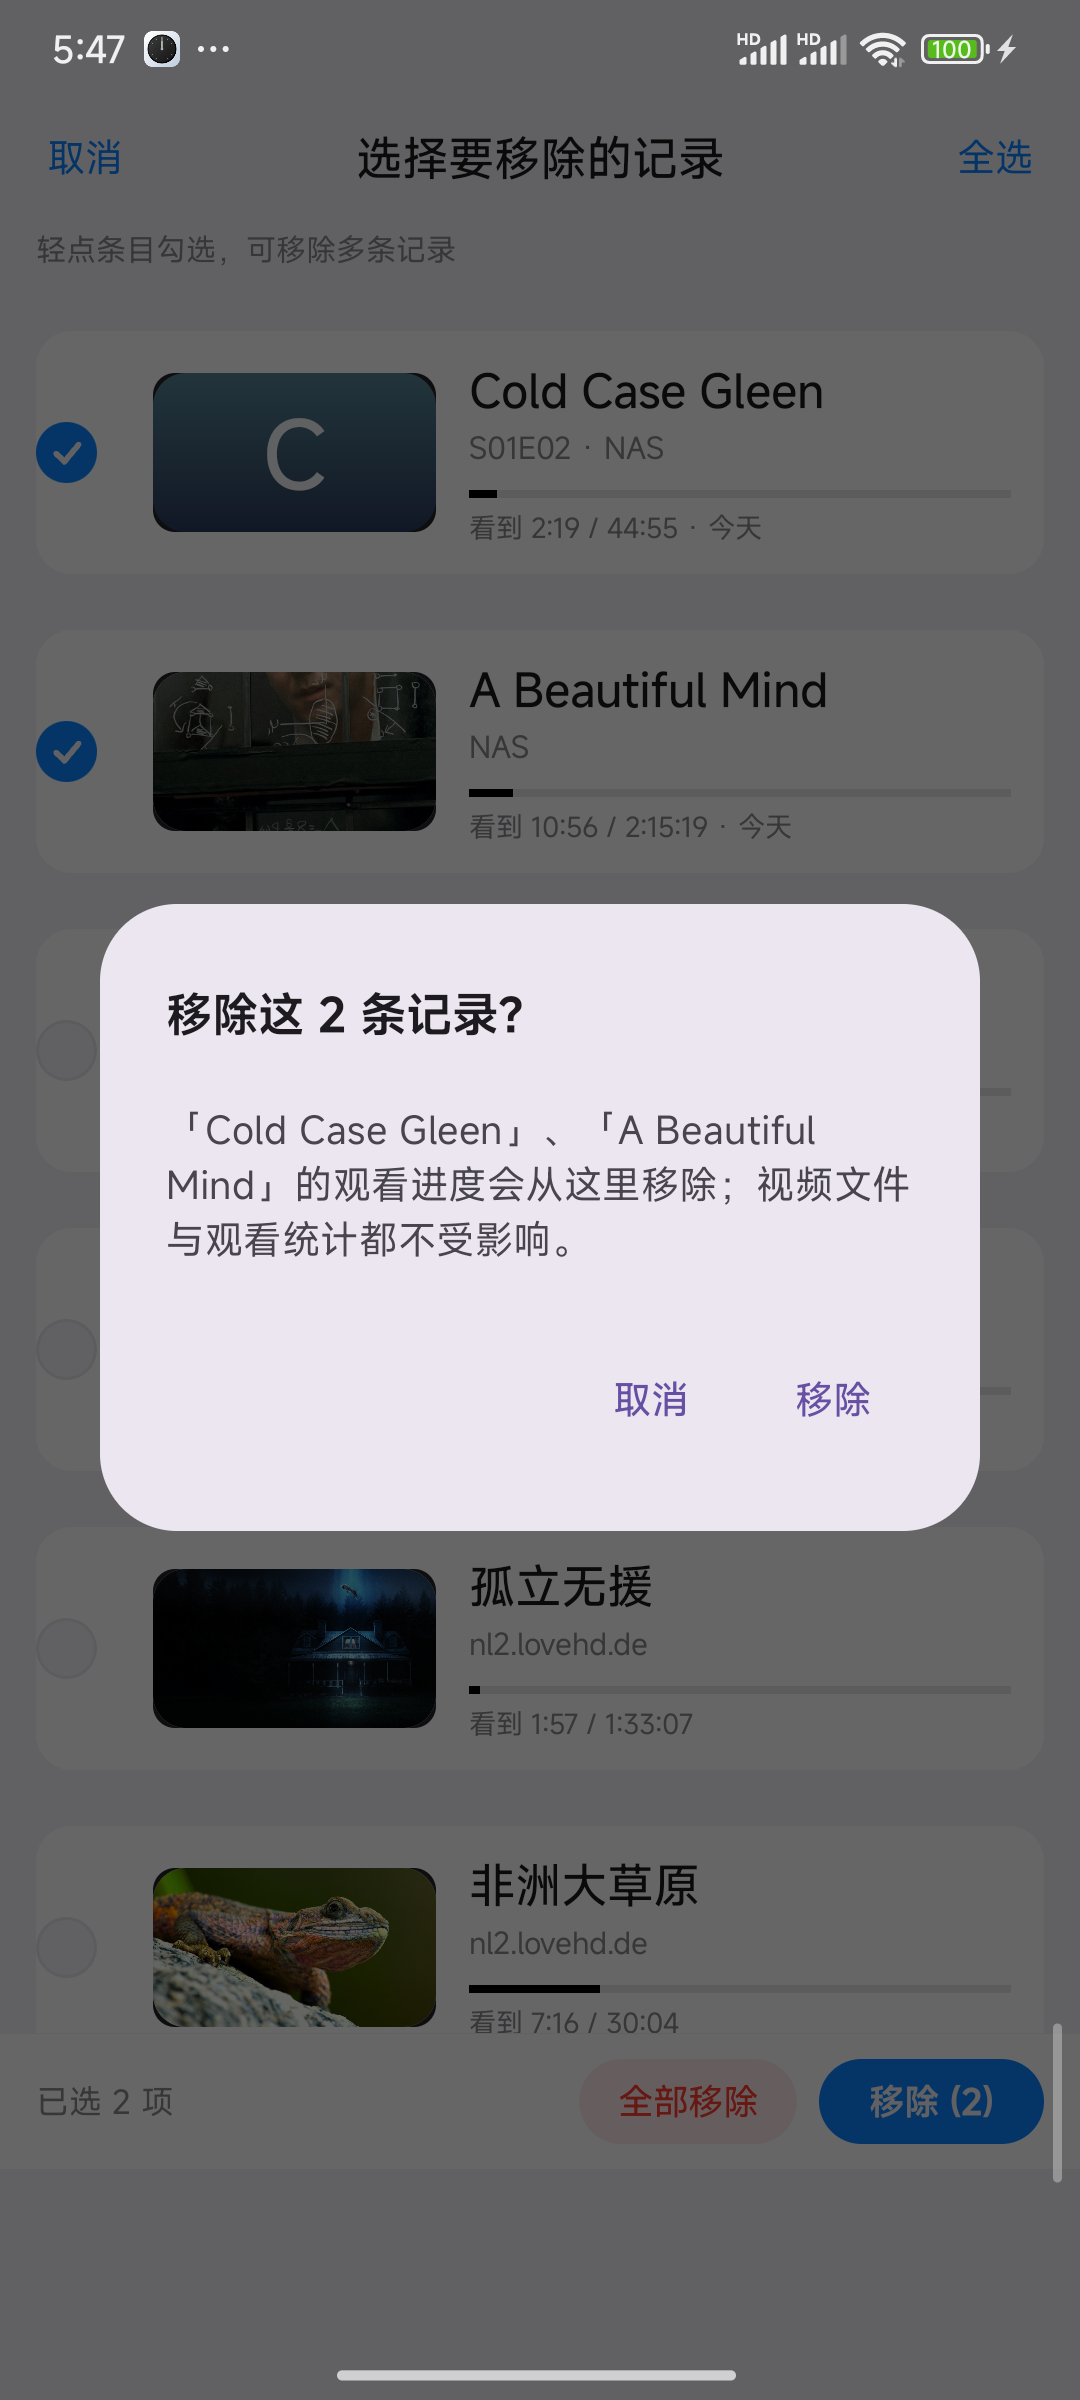 5:47
HD HD 100
取消 选择要移除的记录 全选
轻点条目勾选，可移除多条记录
C
Cold Case Gleen
S01E02 · NAS
看到 2:19 / 44:55 · 今天
A Beautiful Mind
NAS
看到 10:56 / 2:15:19 · 今天
移除这 2 条记录?
「Cold Case Gleen」、「A Beautiful
Mind」的观看进度会从这里移除；视频文件
与观看统计都不受影响。
取消 移除
孤立无援
nl2.lovehd.de
看到 1:57 / 1:33:07
非洲大草原
nl2.lovehd.de
看到 7:16 / 30:04
已选 2 项 全部移除 移除 (2)